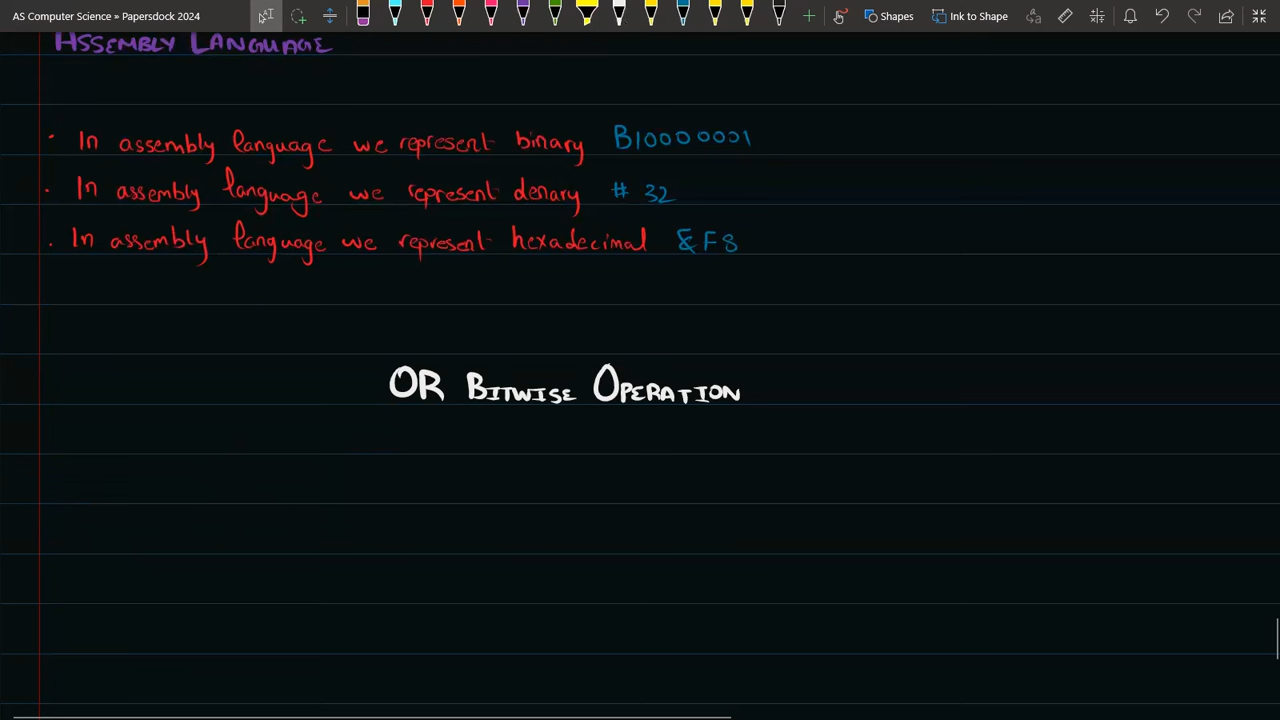 AS Computer Science » Papersdock 2024
Shapes
Ink to Shape
ASSEMBLY LANGUAGE
· In assembly language we represent binary B10000001
· In assembly language we represent denary # 32
· In assembly language we represent hexadecimal &F8
OR BITWISE OPERATION